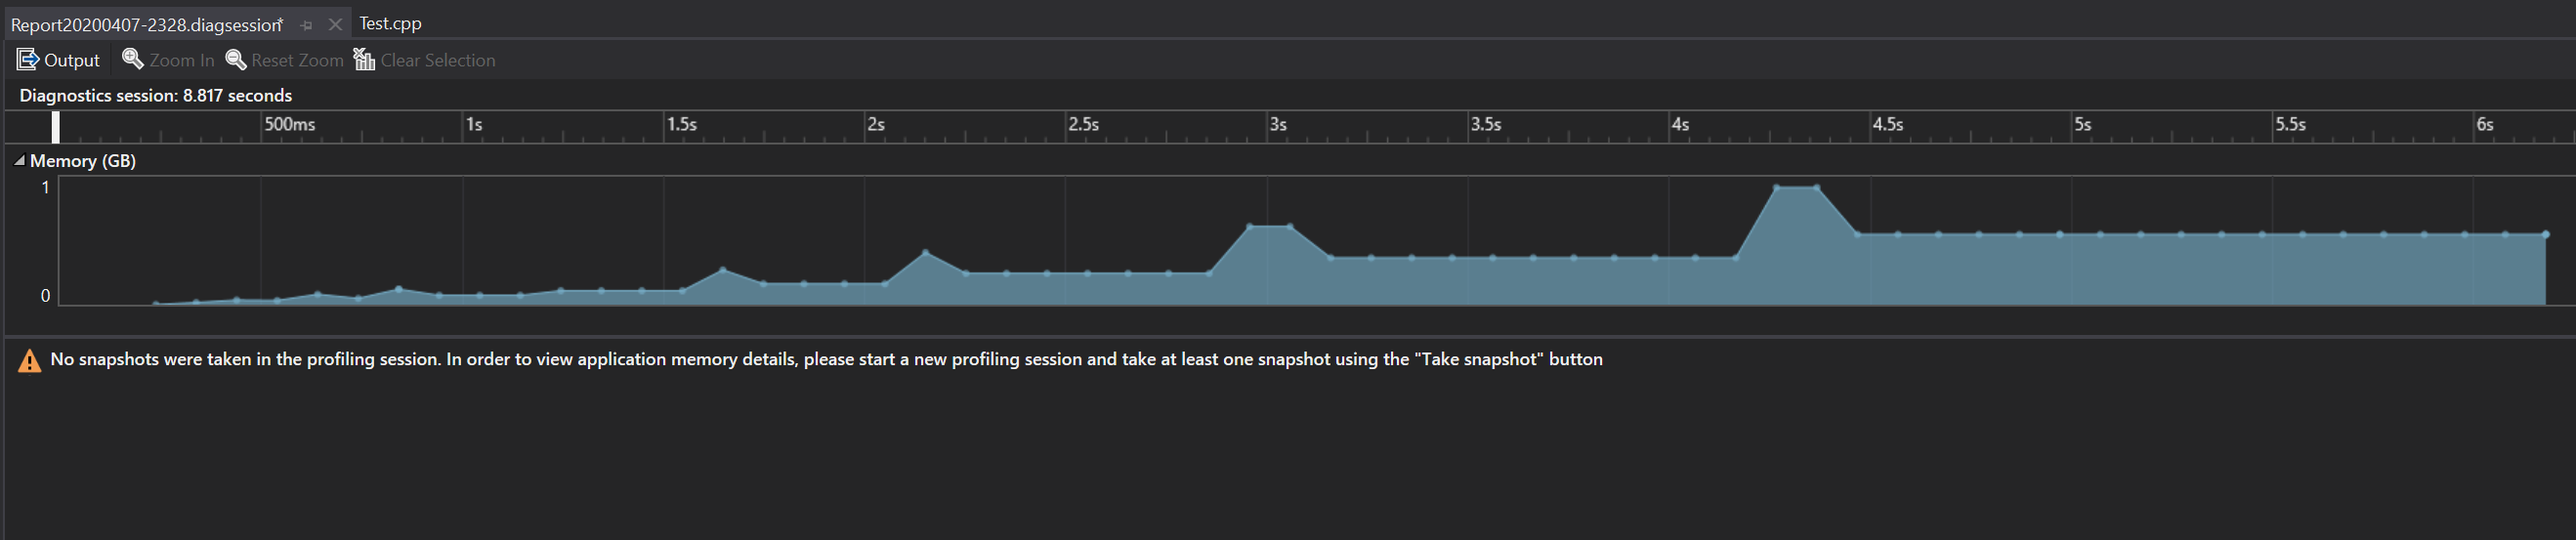 Report20200407-2328.diagsession* Test.cpp
Output Zoom In Reset Zoom Clear Selection
Diagnostics session: 8.817 seconds
500ms 1s 1.5s 2s 2.5s 3s 3.5s 4s 4.5s 5s 5.5s 6s
Memory (GB)
1
0
No snapshots were taken in the profiling session. In order to view application memory details, please start a new profiling session and take at least one snapshot using the "Take snapshot" button